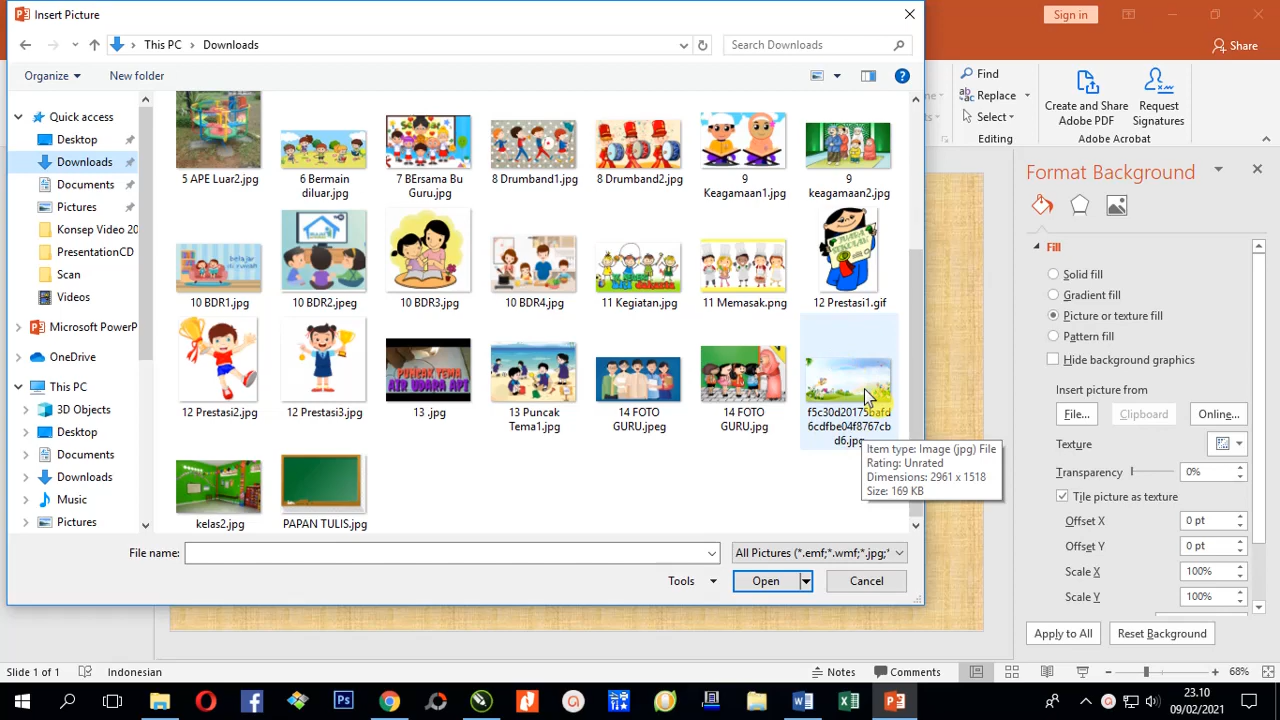 Insert Picture
Sign in
This PC
Downloads
Search Downloads
Share
Organize
New folder
Find
Replace
Select
Editing
Create and Share
Adobe PDF
Request
Signatures
Adobe Acrobat
Quick access
Desktop
Downloads
Documents
Pictures
Konsep Video 20
PresentationCD
Scan
Videos
Microsoft PowerP
OneDrive
This PC
3D Objects
Desktop
Documents
Downloads
Music
Pictures
5 APE Luar2.jpg
6 Bermain
diluar.jpg
7 BErsama Bu
Guru.jpg
8 Drumband1.jpg
8 Drumband2.jpg
9
Keagamaan1.jpg
9
keagamaan2.jpg
10 BDR1.jpg
10 BDR2.jpeg
10 BDR3.jpg
10 BDR4.jpg
11 Kegiatan.jpg
11 Memasak.png
12 Prestasi1.gif
12 Prestasi2.jpg
12 Prestasi3.jpg
PUNCAK TEMA
AIR UDARA API
13 .jpg
13 Puncak
Tema1.jpg
14 FOTO
GURU.jpeg
14 FOTO
GURU.jpg
f5c30d20175bafd
6cdfbe04f8767cb
d6.jpg
Item type: Image (jpg) File
Rating: Unrated
Dimensions: 2961 x 1518
Size: 169 KB
kelas2.jpg
PAPAN TULIS.jpg
File name:
All Pictures (*.emf;*.wmf;*.jpg;*
Tools
Open
Cancel
Format Background
Fill
Solid fill
Gradient fill
Picture or texture fill
Pattern fill
Hide background graphics
Insert picture from
File...
Clipboard
Online...
Texture
Transparency
0%
Tile picture as texture
Offset X
0 pt
Offset Y
0 pt
Scale X
100%
Scale Y
100%
Apply to All
Reset Background
Slide 1 of 1
Indonesian
Notes
Comments
68%
23.10
09/02/2021